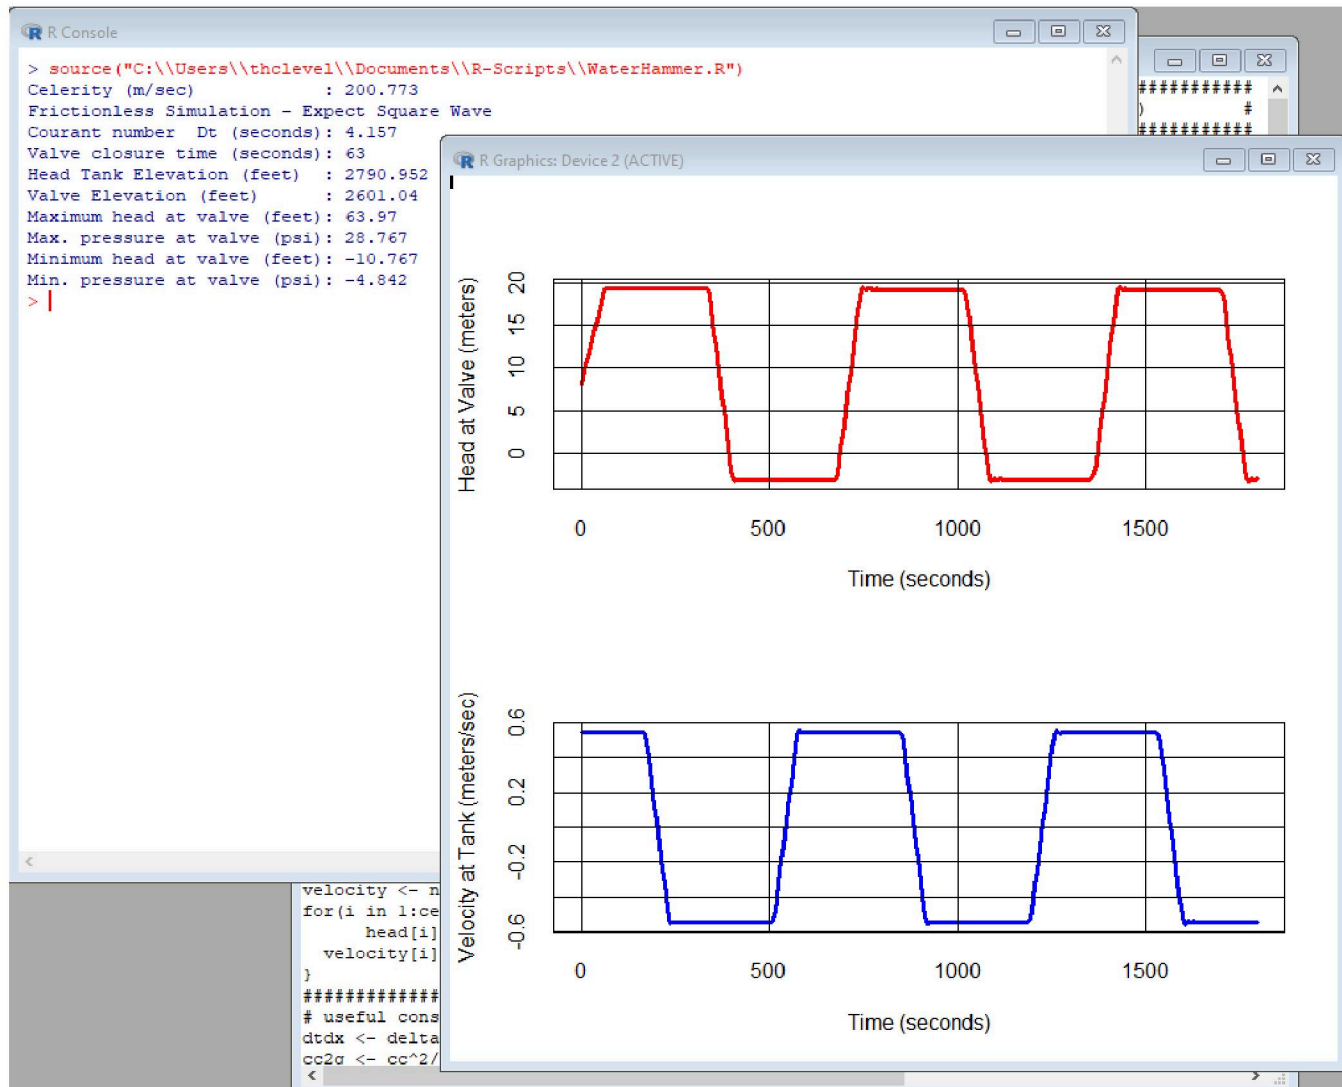 R Console
> source("C:\\Users\\thclevel\\Documents\\R-Scripts\\WaterHammer.R")
Celerity (m/sec)          : 200.773
Frictionless Simulation - Expect Square Wave
Courant number  Dt (seconds): 4.157
Valve closure time (seconds): 63
Head Tank Elevation (feet)  : 2790.952
Valve Elevation (feet)      : 2601.04
Maximum head at valve (feet): 63.97
Max. pressure at valve (psi): 28.767
Minimum head at valve (feet): -10.767
Min. pressure at valve (psi): -4.842
>
###########
) #
###########
R Graphics: Device 2 (ACTIVE)
Head at Valve (meters)
20
15
10
5
0
0 500 1000 1500
Time (seconds)
Velocity at Tank (meters/sec)
0.6
0.2
-0.2
-0.6
0 500 1000 1500
Time (seconds)
velocity <- n
for(i in 1:ce
head[i]
velocity[i]
}
#############
# useful cons
dtdx <- delta
cc2g <- cc^2/